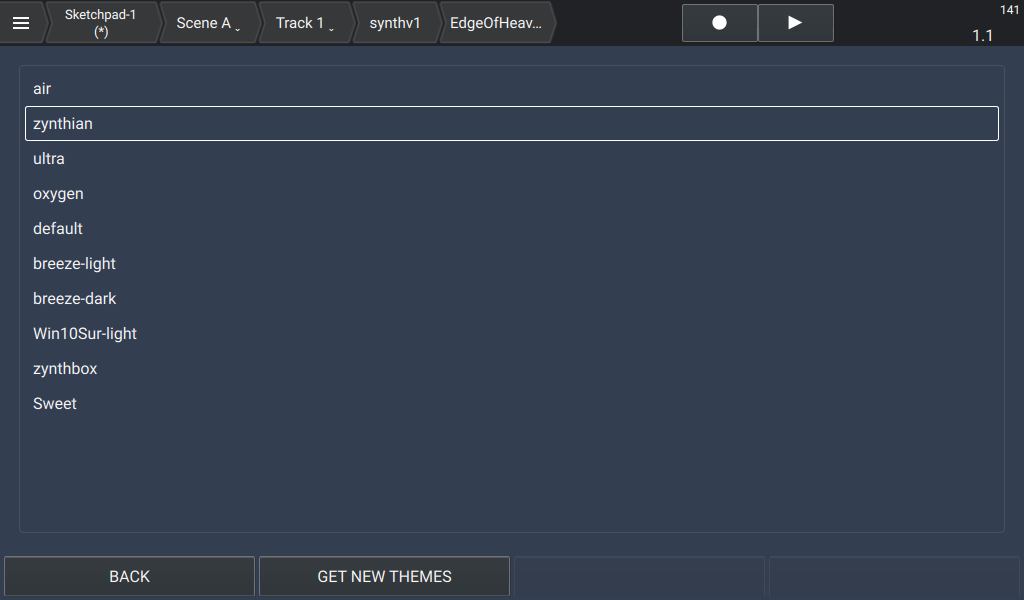 Sketchpad-1
(*)
Scene A
Track 1
synthv1
EdgeOfHeav...
141
1.1
air
zynthian
ultra
oxygen
default
breeze-light
breeze-dark
Win10Sur-light
zynthbox
Sweet
BACK
GET NEW THEMES